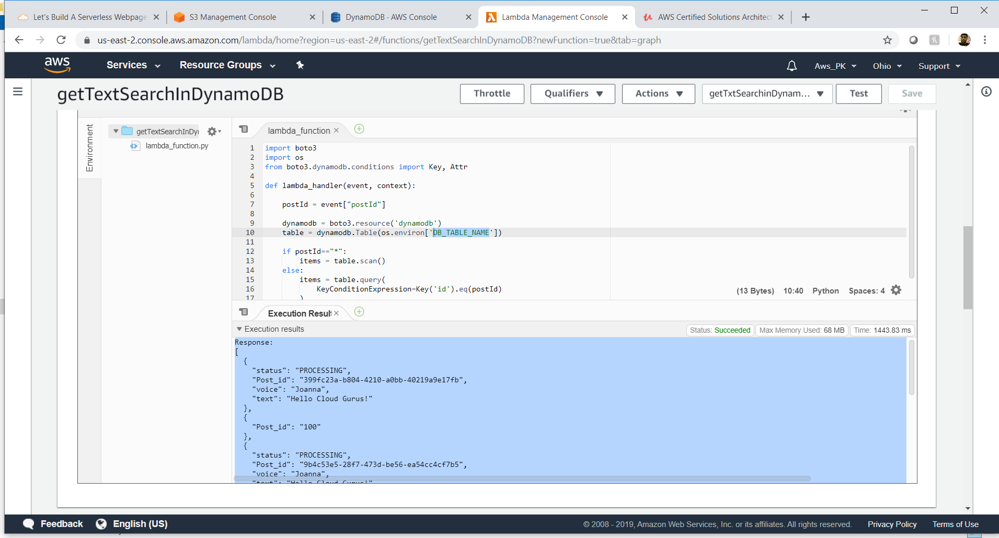 Let's Build A Serverless Webpage
S3 Management Console
DynamoDB · AWS Console
Lambda Management Console
AWS Certified Solutions Architect
us-east-2.console.aws.amazon.com/lambda/home?region=us-east-2#/functions/getTextSearchInDynamoDB?newFunction=true&tab=graph
aws Services Resource Groups Aws_PK Ohio Support
getTextSearchInDynamoDB
Throttle Qualifiers Actions getTxtSearchinDynam... Test Save
Environment
getTextSearchInDy
lambda_function.py
lambda_function
1 import boto3
2 import os
3 from boto3.dynamodb.conditions import Key, Attr
4
5 def lambda_handler(event, context):
6
7 postId = event["postId"]
8
9 dynamodb = boto3.resource('dynamodb')
10 table = dynamodb.Table(os.environ['DB_TABLE_NAME'])
11
12 if postId=="*":
13 items = table.scan()
14 else:
15 items = table.query(
16 KeyConditionExpression=Key('id').eq(postId)
17 )
(13 Bytes) 10:40 Python Spaces: 4
Execution Result
Execution results
Status: Succeeded Max Memory Used: 68 MB Time: 1443.83 ms
Response:
[
{
"status": "PROCESSING",
"Post_id": "399fc23a-b804-4210-a0bb-40219a9e17fb",
"voice": "Joanna",
"text": "Hello Cloud Gurus!"
},
{
"Post_id": "100"
},
{
"status": "PROCESSING",
"Post_id": "9b4c53e5-28f7-473d-be56-ea54cc4cf7b5",
"voice": "Joanna",
"text": "Hello Cloud Gurus!"
Feedback English (US) © 2008 - 2019, Amazon Web Services, Inc. or its affiliates. All rights reserved. Privacy Policy Terms of Use